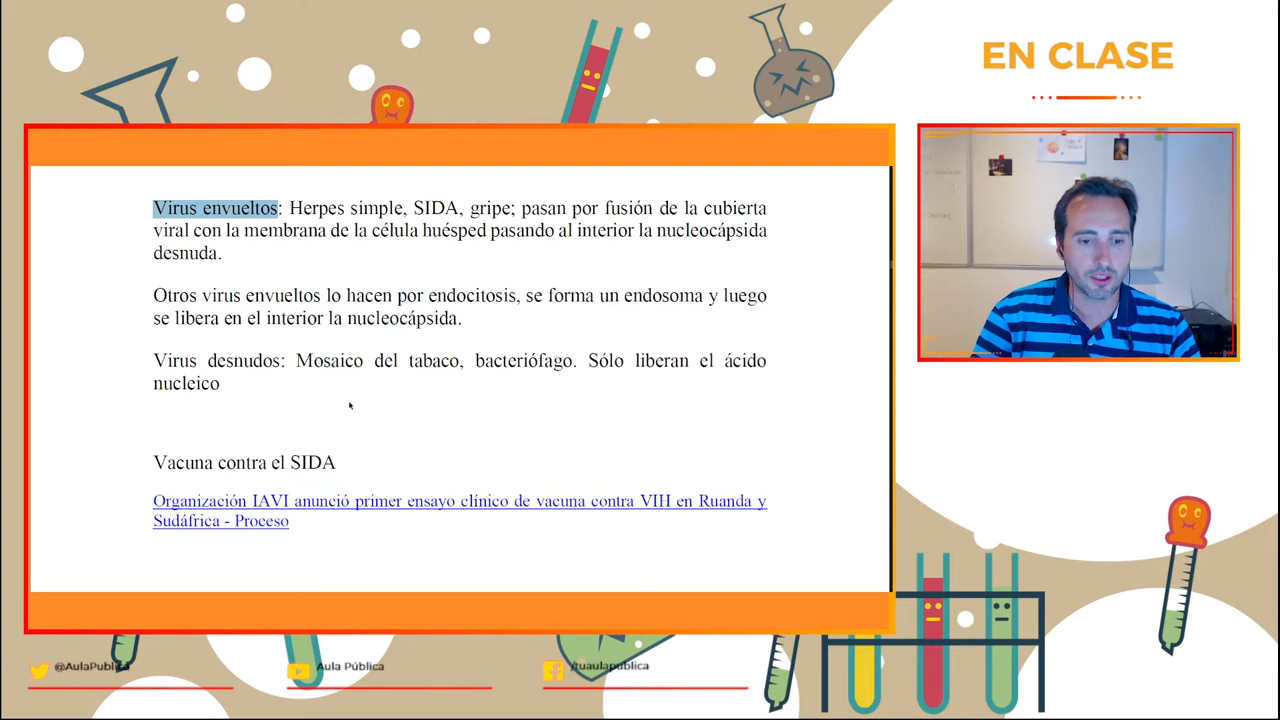 EN CLASE
Virus envueltos: Herpes simple, SIDA, gripe; pasan por fusión de la cubierta
viral con la membrana de la célula huésped pasando al interior la nucleocápsida
desnuda.
Otros virus envueltos lo hacen por endocitosis, se forma un endosoma y luego
se libera en el interior la nucleocápsida.
Virus desnudos: Mosaico del tabaco, bacteriófago. Sólo liberan el ácido
nucleico
Vacuna contra el SIDA
Organización IAVI anunció primer ensayo clínico de vacuna contra VIH en Ruanda y
Sudáfrica - Proceso
@AulaPublica
Aula Pública
/tuaulapublica